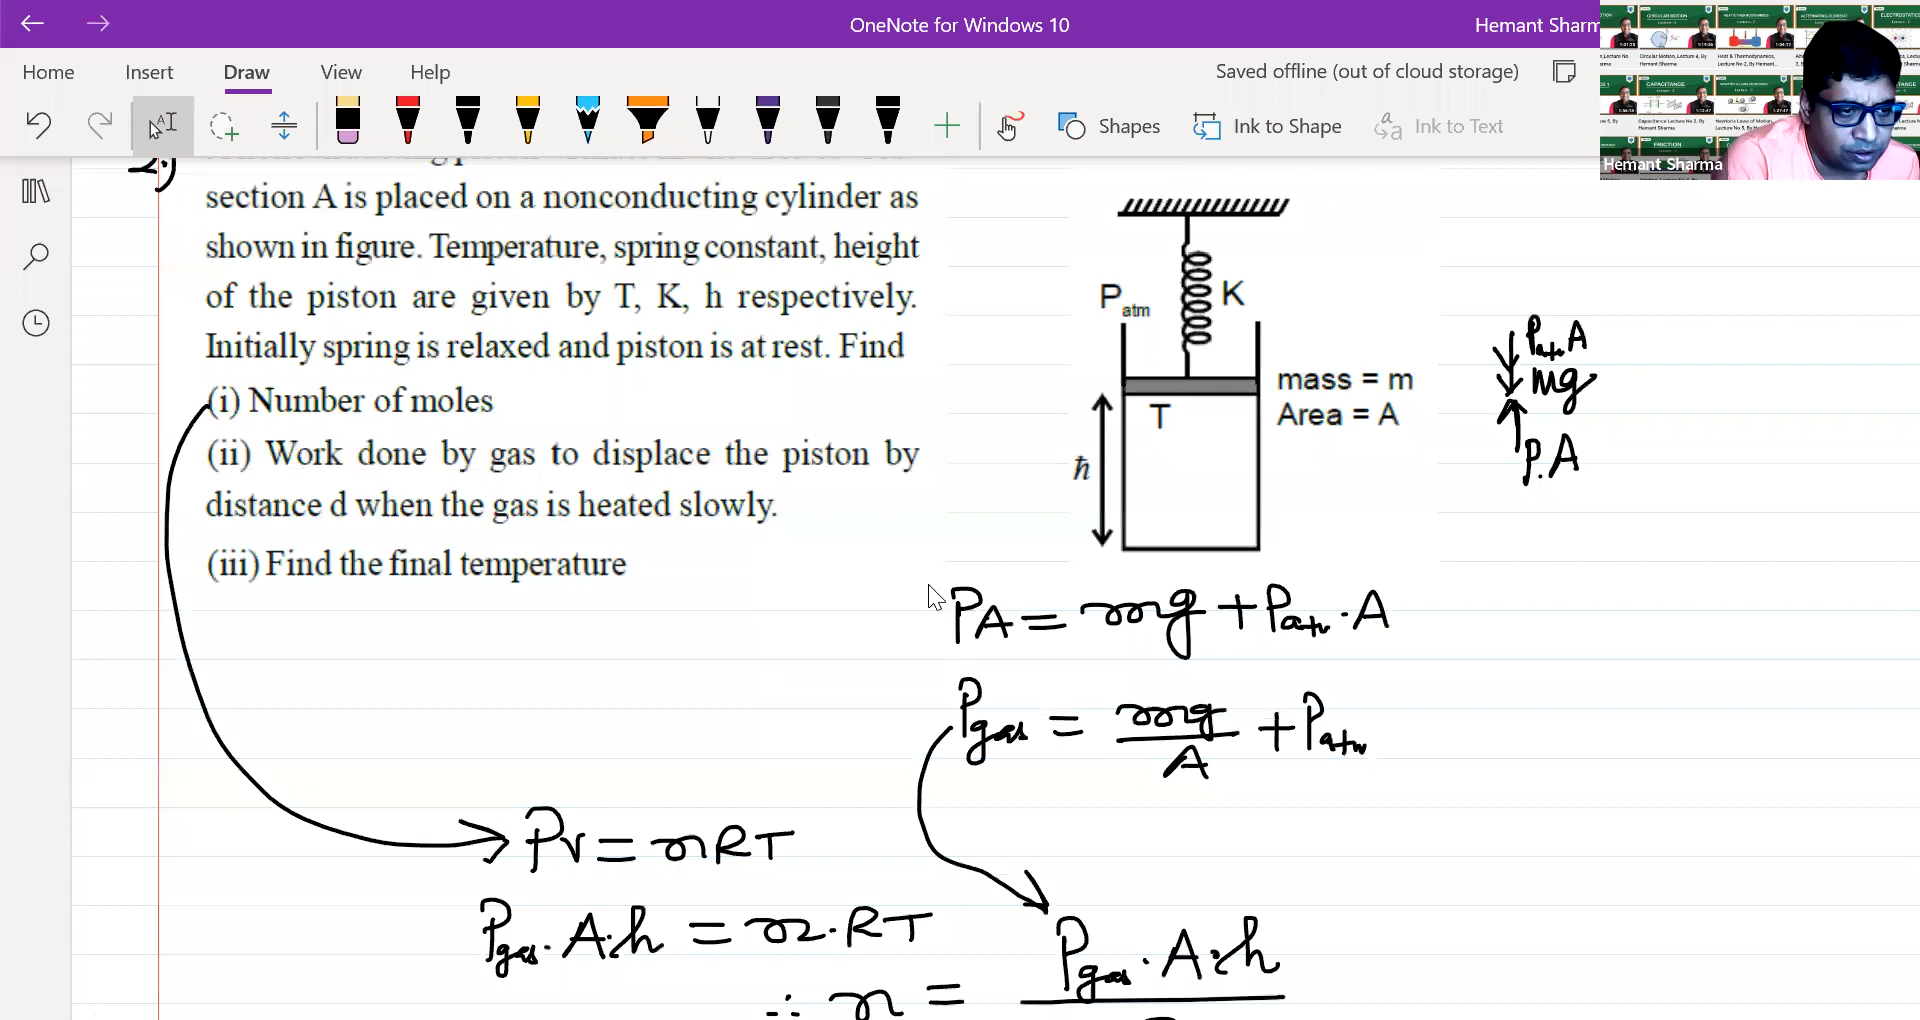 OneNote for Windows 10
Hemant Sharm
Home Insert Draw View Help
Saved offline (out of cloud storage)
Shapes Ink to Shape Ink to Text
Hemant Sharma
2.)
section A is placed on a nonconducting cylinder as
shown in figure. Temperature, spring constant, height
of the piston are given by T, K, h respectively.
Initially spring is relaxed and piston is at rest. Find
(i) Number of moles
(ii) Work done by gas to displace the piston by
distance d when the gas is heated slowly.
(iii) Find the final temperature
P atm
K
mass = m
Area = A
T
ħ
Patm A
mg
P.A
PA = mg + Patm . A
Pgas = mg/A + Patm
PV = nRT
Pgas . A.h = n.RT
∴ n = Pgas . A.h